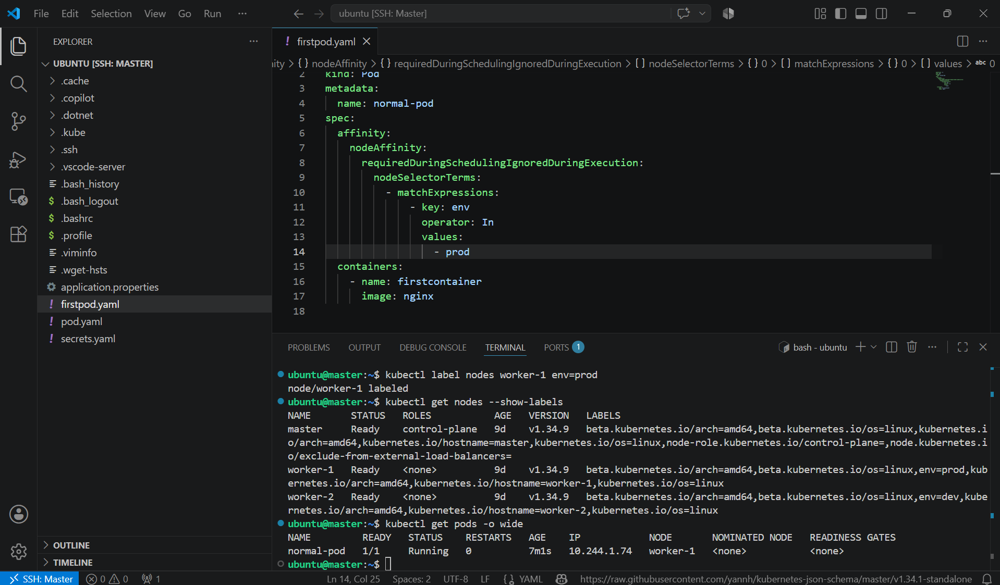 File Edit Selection View Go Run ···
ubuntu [SSH: Master]
EXPLORER
UBUNTU [SSH: MASTER]
.cache
.copilot
.dotnet
.kube
.ssh
.vscode-server
.bash_history
$ .bash_logout
$ .bashrc
$ .profile
.viminfo
.wget-hsts
application.properties
! firstpod.yaml
! pod.yaml
! secrets.yaml
OUTLINE
TIMELINE
! firstpod.yaml
ity > {} nodeAffinity > {} requiredDuringSchedulingIgnoredDuringExecution > [] nodeSelectorTerms > {} 0 > [] matchExpressions > {} 0 > [] values > abc 0
2 kind: Pod
3 metadata:
4   name: normal-pod
5 spec:
6   affinity:
7     nodeAffinity:
8       requiredDuringSchedulingIgnoredDuringExecution:
9         nodeSelectorTerms:
10           - matchExpressions:
11               - key: env
12                 operator: In
13                 values:
14                   - prod
15   containers:
16     - name: firstcontainer
17       image: nginx
18
PROBLEMS OUTPUT DEBUG CONSOLE TERMINAL PORTS 1
bash - ubuntu
ubuntu@master:~$ kubectl label nodes worker-1 env=prod
node/worker-1 labeled
ubuntu@master:~$ kubectl get nodes --show-labels
NAME       STATUS   ROLES           AGE   VERSION   LABELS
master     Ready    control-plane   9d    v1.34.9   beta.kubernetes.io/arch=amd64,beta.kubernetes.io/os=linux,kubernetes.i
o/arch=amd64,kubernetes.io/hostname=master,kubernetes.io/os=linux,node-role.kubernetes.io/control-plane=,node.kubernetes.i
o/exclude-from-external-load-balancers=
worker-1   Ready    <none>          9d    v1.34.9   beta.kubernetes.io/arch=amd64,beta.kubernetes.io/os=linux,env=prod,kub
ernetes.io/arch=amd64,kubernetes.io/hostname=worker-1,kubernetes.io/os=linux
worker-2   Ready    <none>          9d    v1.34.9   beta.kubernetes.io/arch=amd64,beta.kubernetes.io/os=linux,env=dev,kube
rnetes.io/arch=amd64,kubernetes.io/hostname=worker-2,kubernetes.io/os=linux
ubuntu@master:~$ kubectl get pods -o wide
NAME         READY   STATUS    RESTARTS   AGE    IP            NODE       NOMINATED NODE   READINESS GATES
normal-pod   1/1     Running   0          7m1s   10.244.1.74   worker-1   <none>           <none>
ubuntu@master:~$
SSH: Master 0 0 1 Ln 14, Col 25 Spaces: 2 UTF-8 LF {} YAML https://raw.githubusercontent.com/yannh/kubernetes-json-schema/master/v1.34.1-standalone